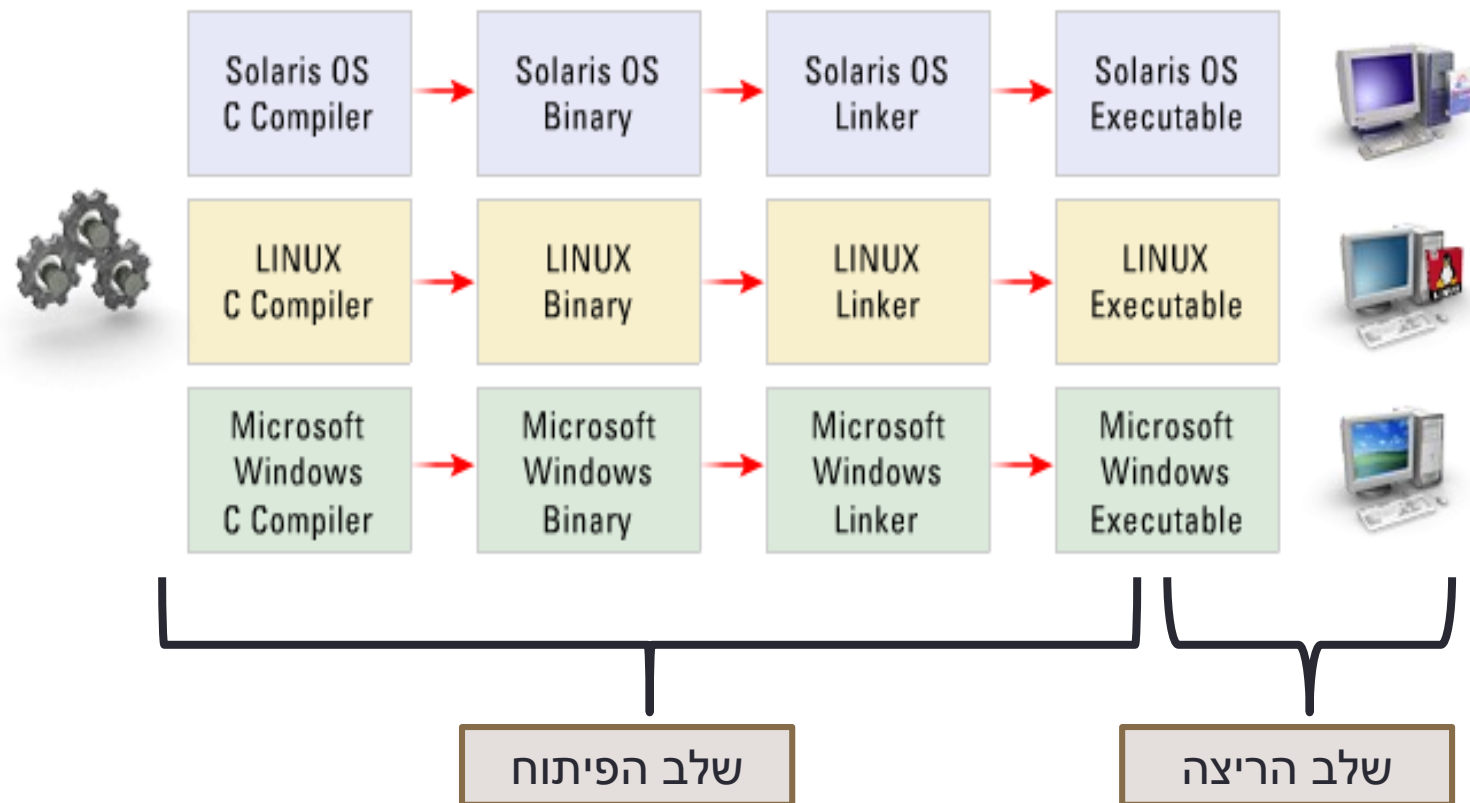 Solaris OS
C Compiler
Solaris OS
Binary
Solaris OS
Linker
Solaris OS
Executable
LINUX
C Compiler
LINUX
Binary
LINUX
Linker
LINUX
Executable
Microsoft
Windows
C Compiler
Microsoft
Windows
Binary
Microsoft
Windows
Linker
Microsoft
Windows
Executable
שלב הפיתוח
שלב הריצה